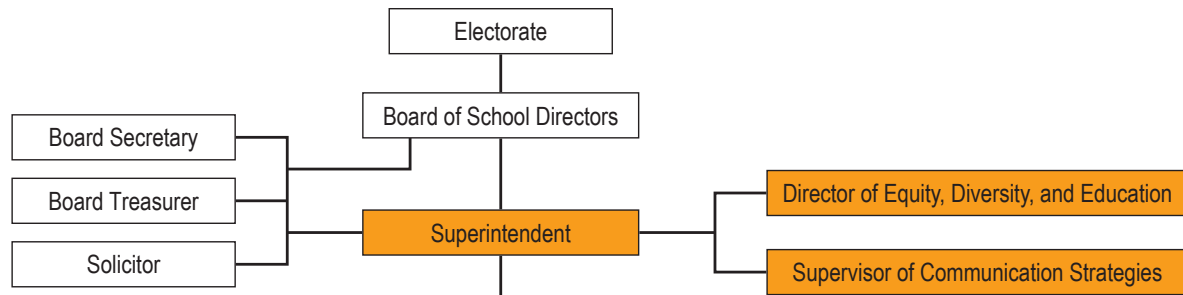 Electorate
Board of School Directors
Board Secretary
Board Treasurer
Solicitor
Superintendent
Director of Equity, Diversity, and Education
Supervisor of Communication Strategies